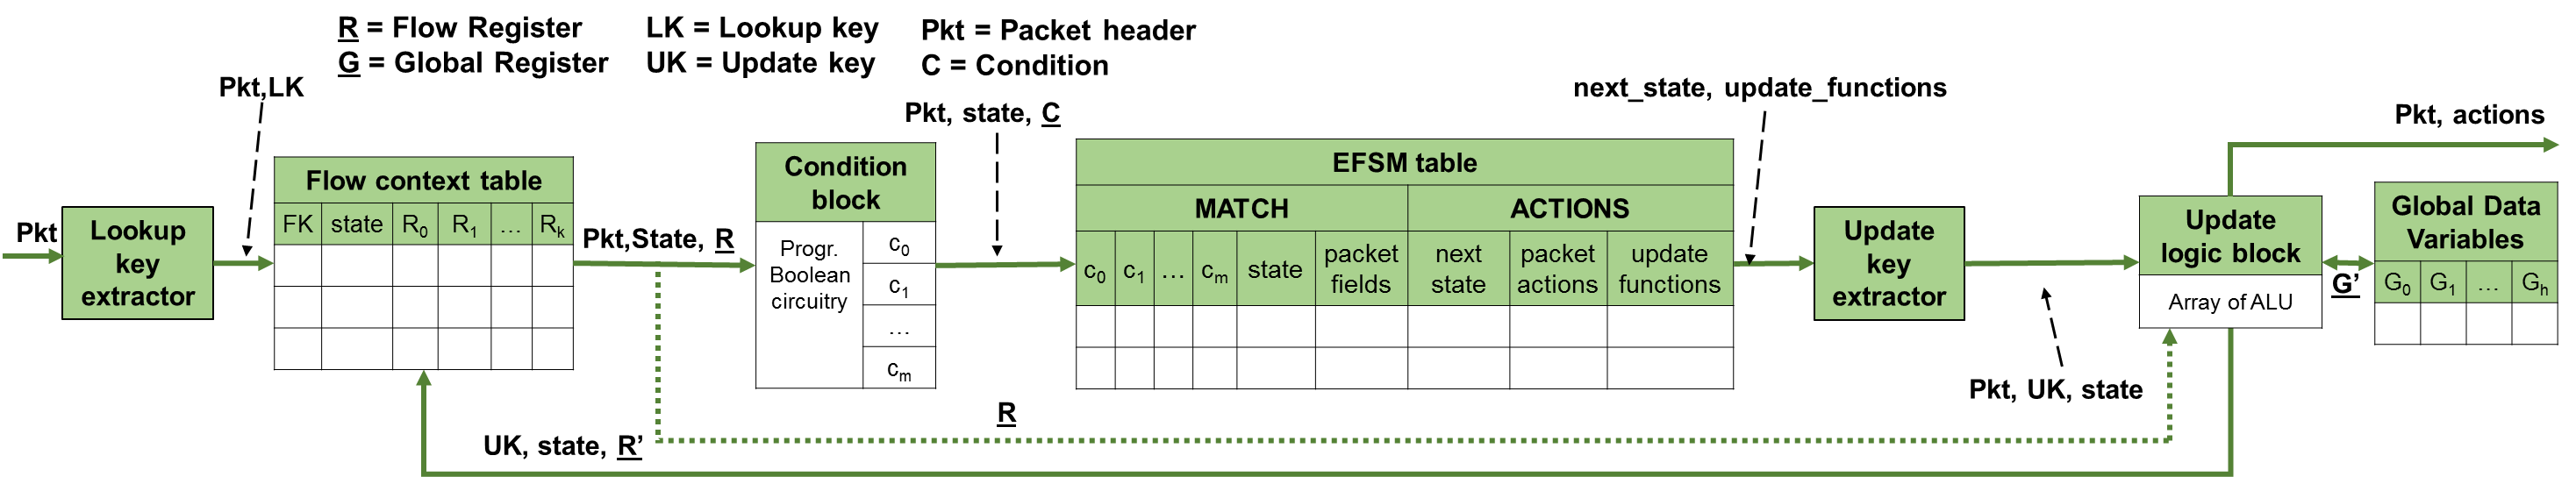 R = Flow Register
G = Global Register
LK = Lookup key
UK = Update key
Pkt = Packet header
C = Condition
Pkt
Lookup
key
extractor
Pkt,LK
Flow context table
FK state R0 R1 ... Rk
Pkt,State, R
Condition
block
Progr.
Boolean
circuitry
c0
c1
...
cm
Pkt, state, C
EFSM table
MATCH ACTIONS
c0 c1 ... cm state packet fields next state packet actions update functions
next_state, update_functions
Update
key
extractor
Pkt, UK, state
Update
logic block
Array of ALU
Pkt, actions
G’
Global Data
Variables
G0 G1 ... Gh
R
UK, state, R’